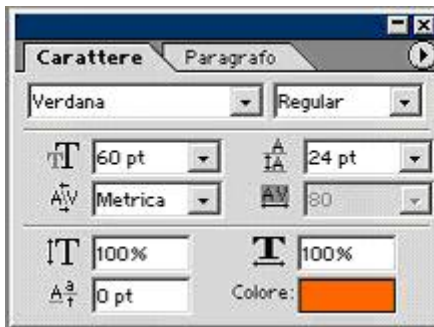 Carattere Paragrafo
Verdana Regular
60 pt 24 pt
Metrica 80
100% 100%
0 pt Colore: